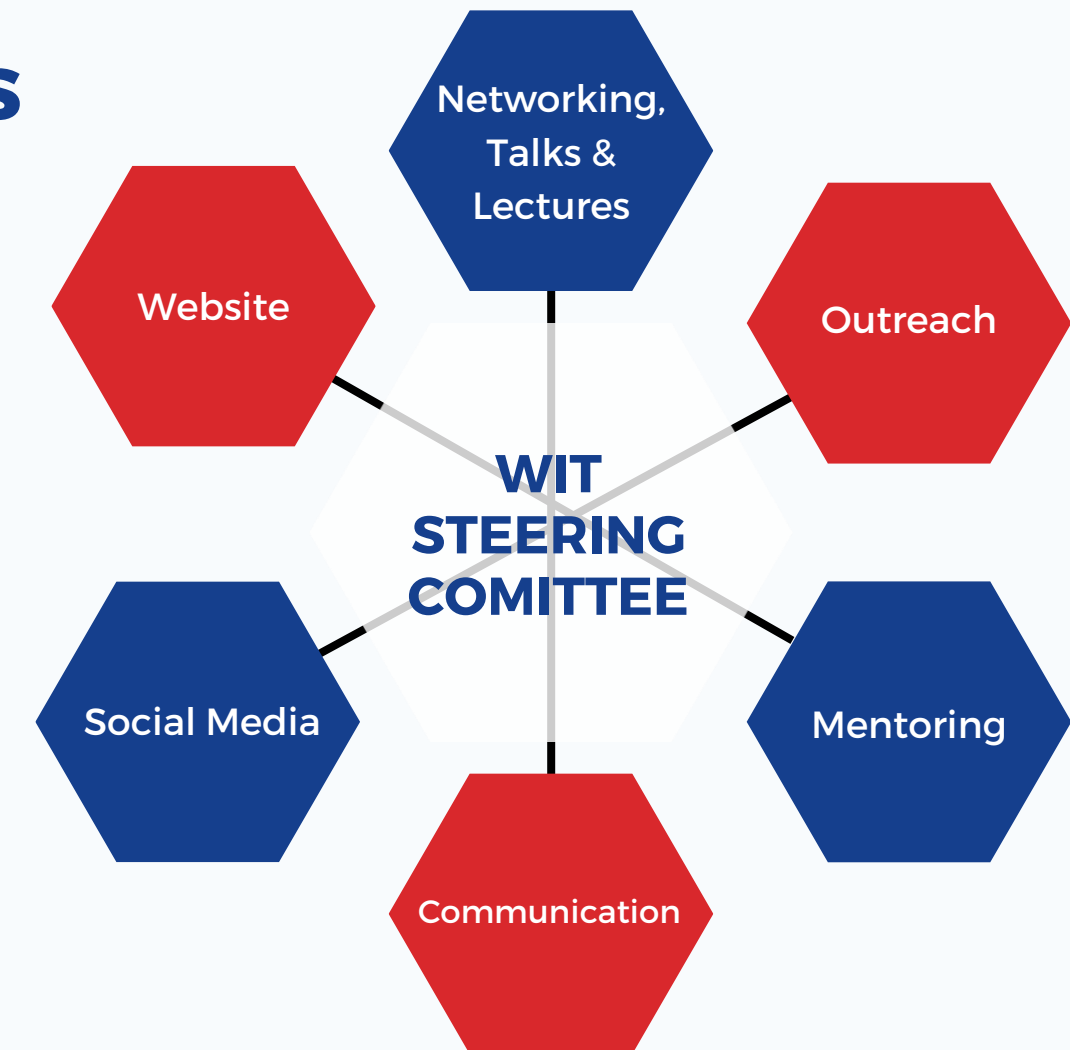 s
Networking,
Talks &
Lectures
Website
Outreach
WIT
STEERING
COMITTEE
Social Media
Mentoring
Communication